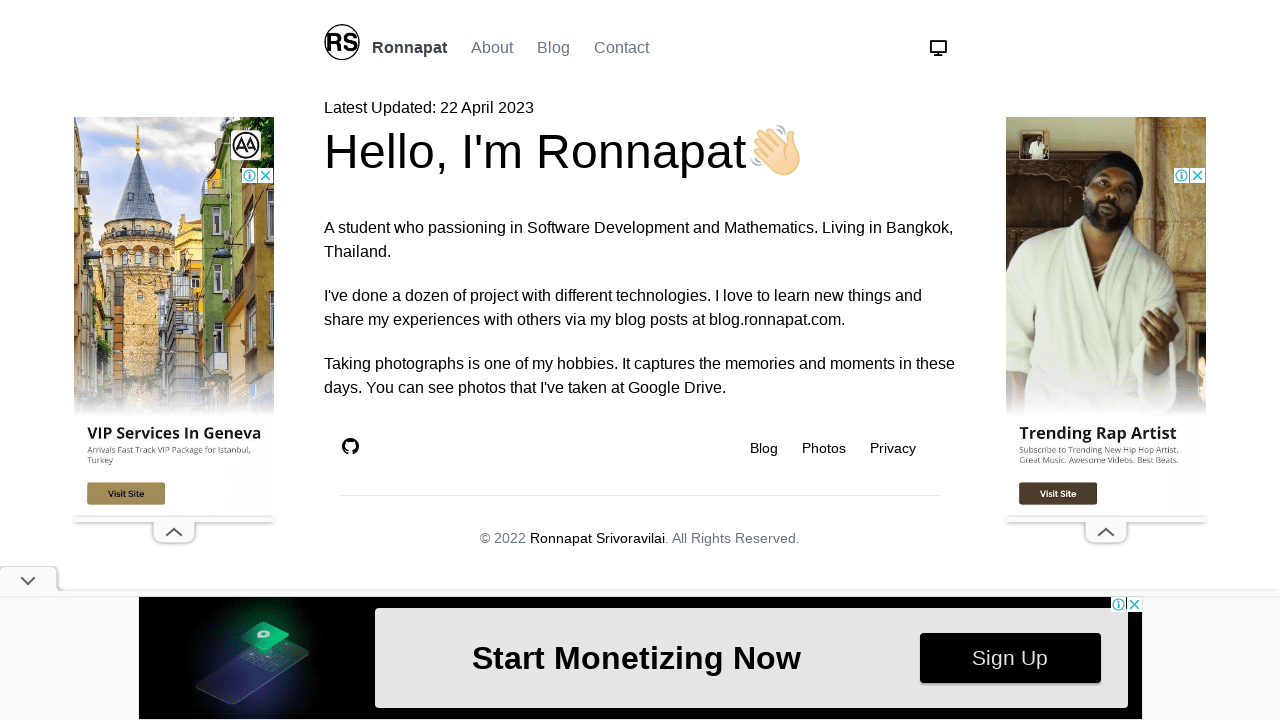 RS Ronnapat About Blog Contact
Latest Updated: 22 April 2023
Hello, I'm Ronnapat👋🏻
A student who passioning in Software Development and Mathematics. Living in Bangkok,
Thailand.
I've done a dozen of project with different technologies. I love to learn new things and
share my experiences with others via my blog posts at blog.ronnapat.com.
Taking photographs is one of my hobbies. It captures the memories and moments in these
days. You can see photos that I've taken at Google Drive.
Blog Photos Privacy
© 2022 Ronnapat Srivoravilai. All Rights Reserved.
VIP Services In Geneva
Arrivals Fast Track VIP Package for Istanbul,
Turkey
Visit Site
Trending Rap Artist
Subscribe to Trending New Hip Hop Artist,
Great Music. Awesome Videos. Best Beats.
Visit Site
Start Monetizing Now
Sign Up